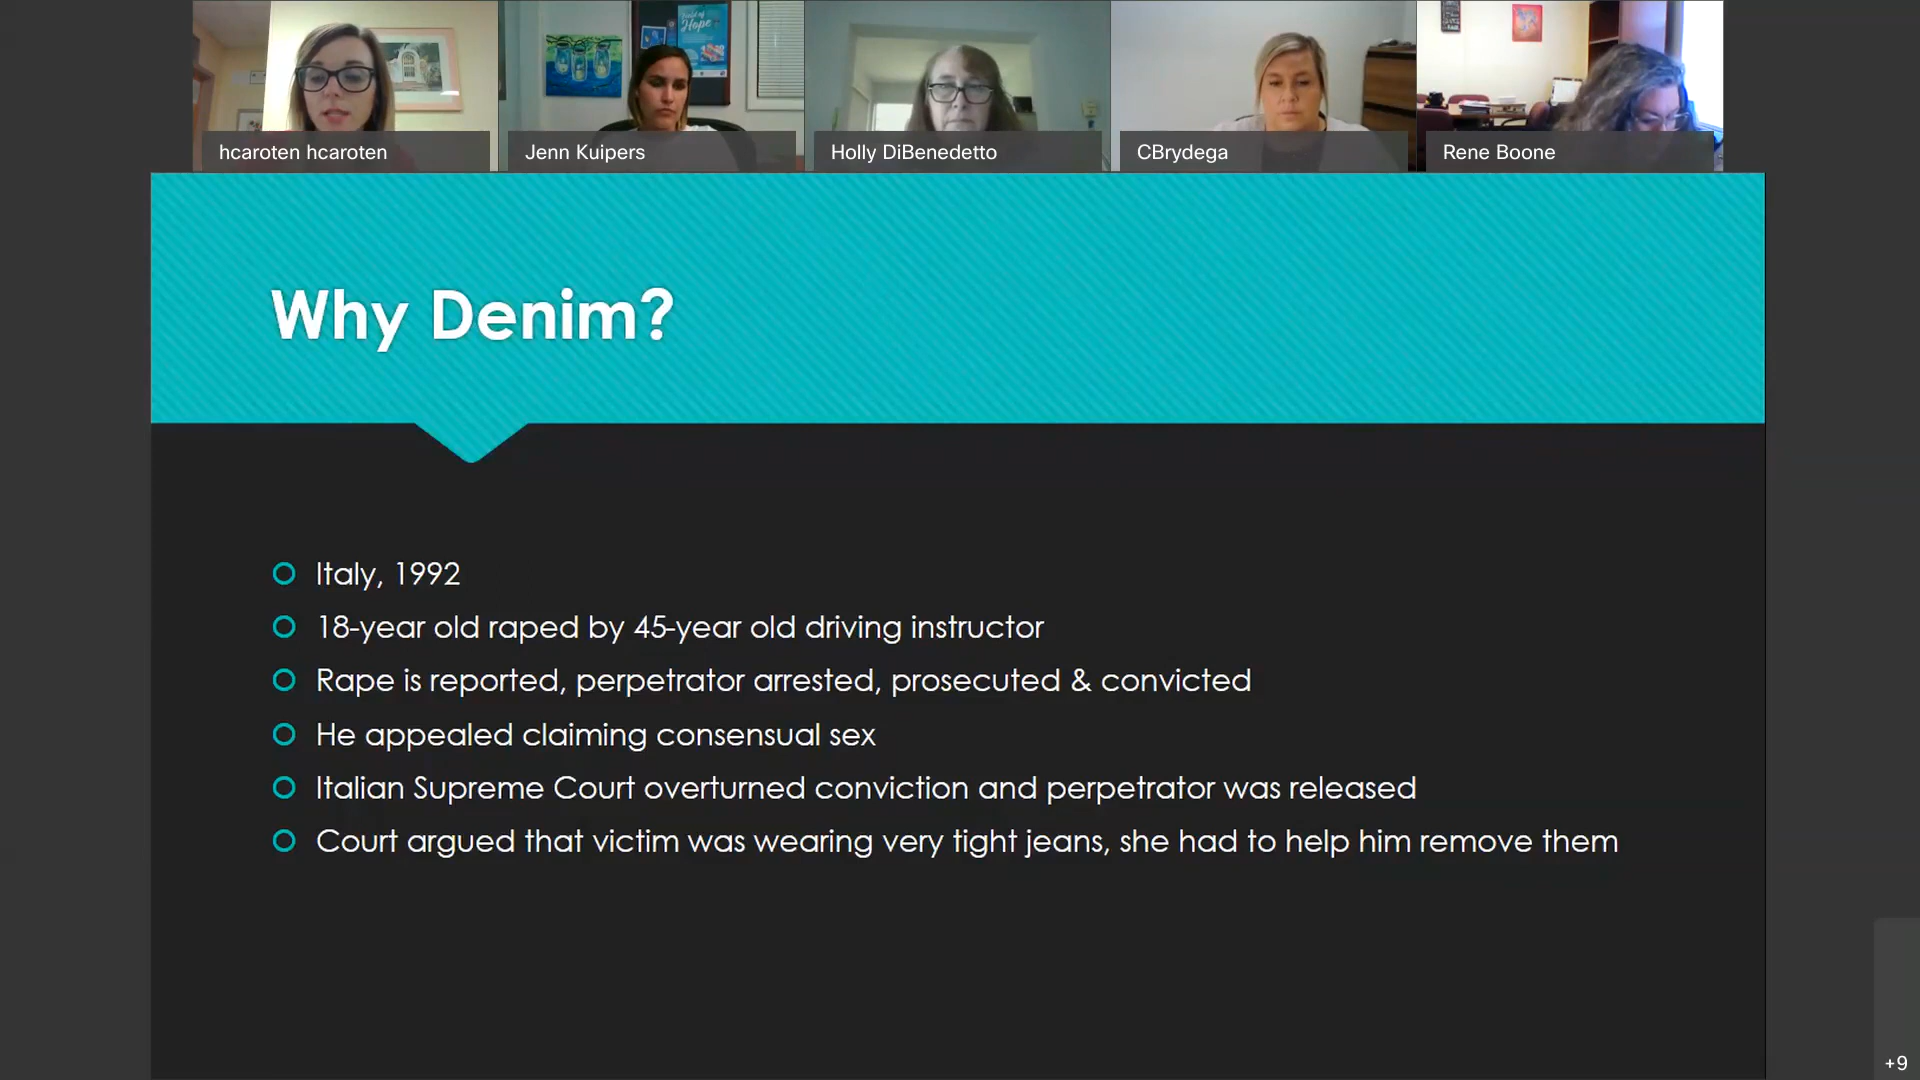 Hope
hcaroten hcaroten
Jenn Kuipers
Holly DiBenedetto
CBrydega
Rene Boone
Why Denim?
Italy, 1992
18-year old raped by 45-year old driving instructor
Rape is reported, perpetrator arrested, prosecuted & convicted
He appealed claiming consensual sex
Italian Supreme Court overturned conviction and perpetrator was released
Court argued that victim was wearing very tight jeans, she had to help him remove them
+9